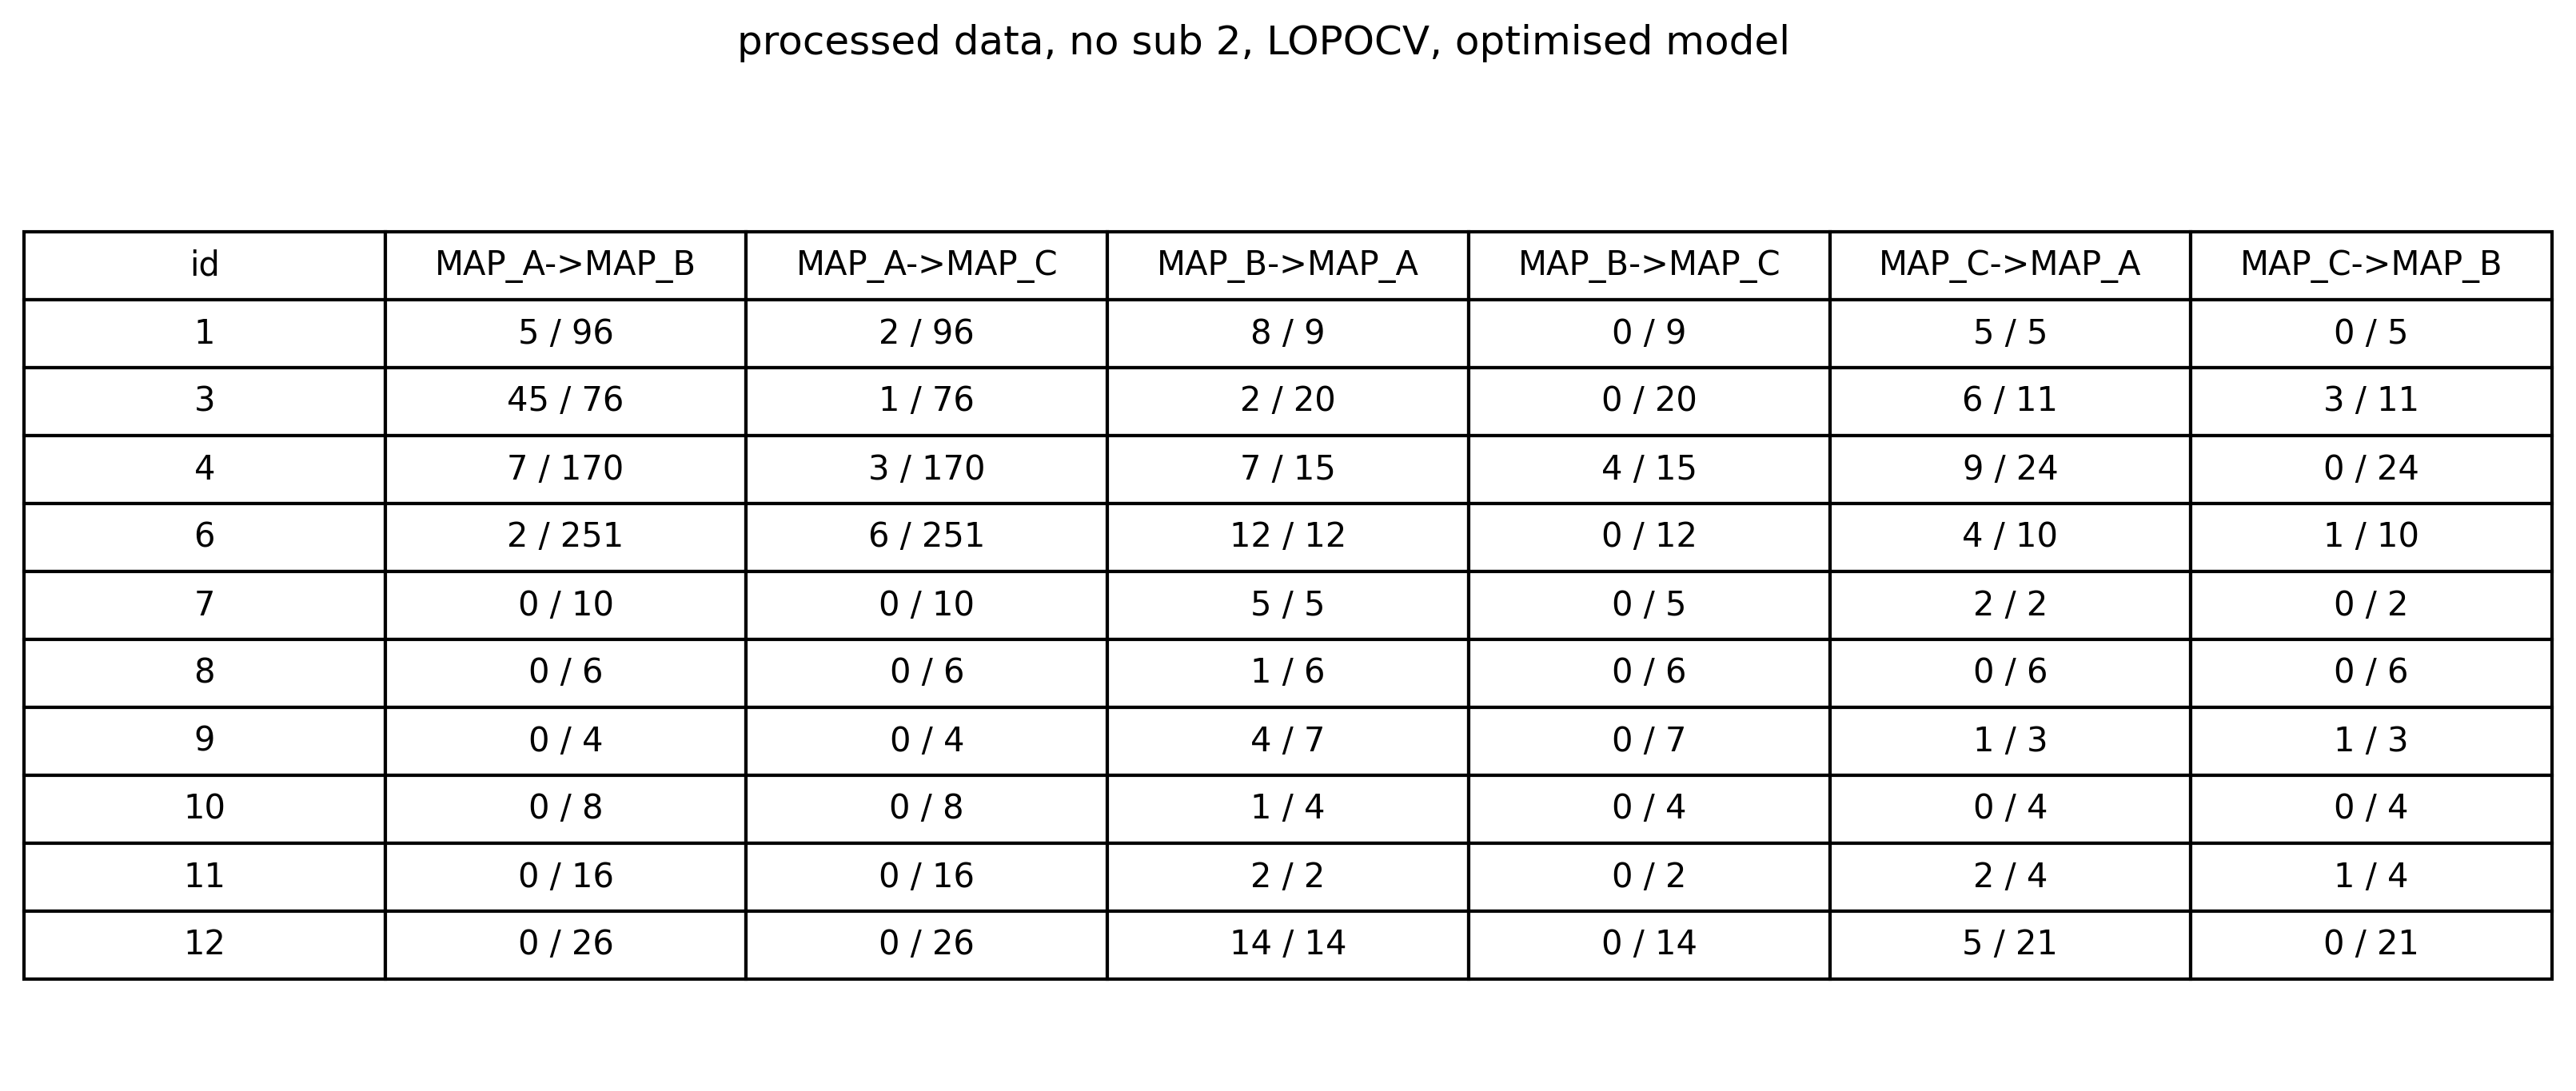 processed data, no sub 2, LOPOCV, optimised model
id MAP_A->MAP_B MAP_A->MAP_C MAP_B->MAP_A MAP_B->MAP_C MAP_C->MAP_A MAP_C->MAP_B
1 5 / 96 2 / 96 8 / 9 0 / 9 5 / 5 0 / 5
3 45 / 76 1 / 76 2 / 20 0 / 20 6 / 11 3 / 11
4 7 / 170 3 / 170 7 / 15 4 / 15 9 / 24 0 / 24
6 2 / 251 6 / 251 12 / 12 0 / 12 4 / 10 1 / 10
7 0 / 10 0 / 10 5 / 5 0 / 5 2 / 2 0 / 2
8 0 / 6 0 / 6 1 / 6 0 / 6 0 / 6 0 / 6
9 0 / 4 0 / 4 4 / 7 0 / 7 1 / 3 1 / 3
10 0 / 8 0 / 8 1 / 4 0 / 4 0 / 4 0 / 4
11 0 / 16 0 / 16 2 / 2 0 / 2 2 / 4 1 / 4
12 0 / 26 0 / 26 14 / 14 0 / 14 5 / 21 0 / 21